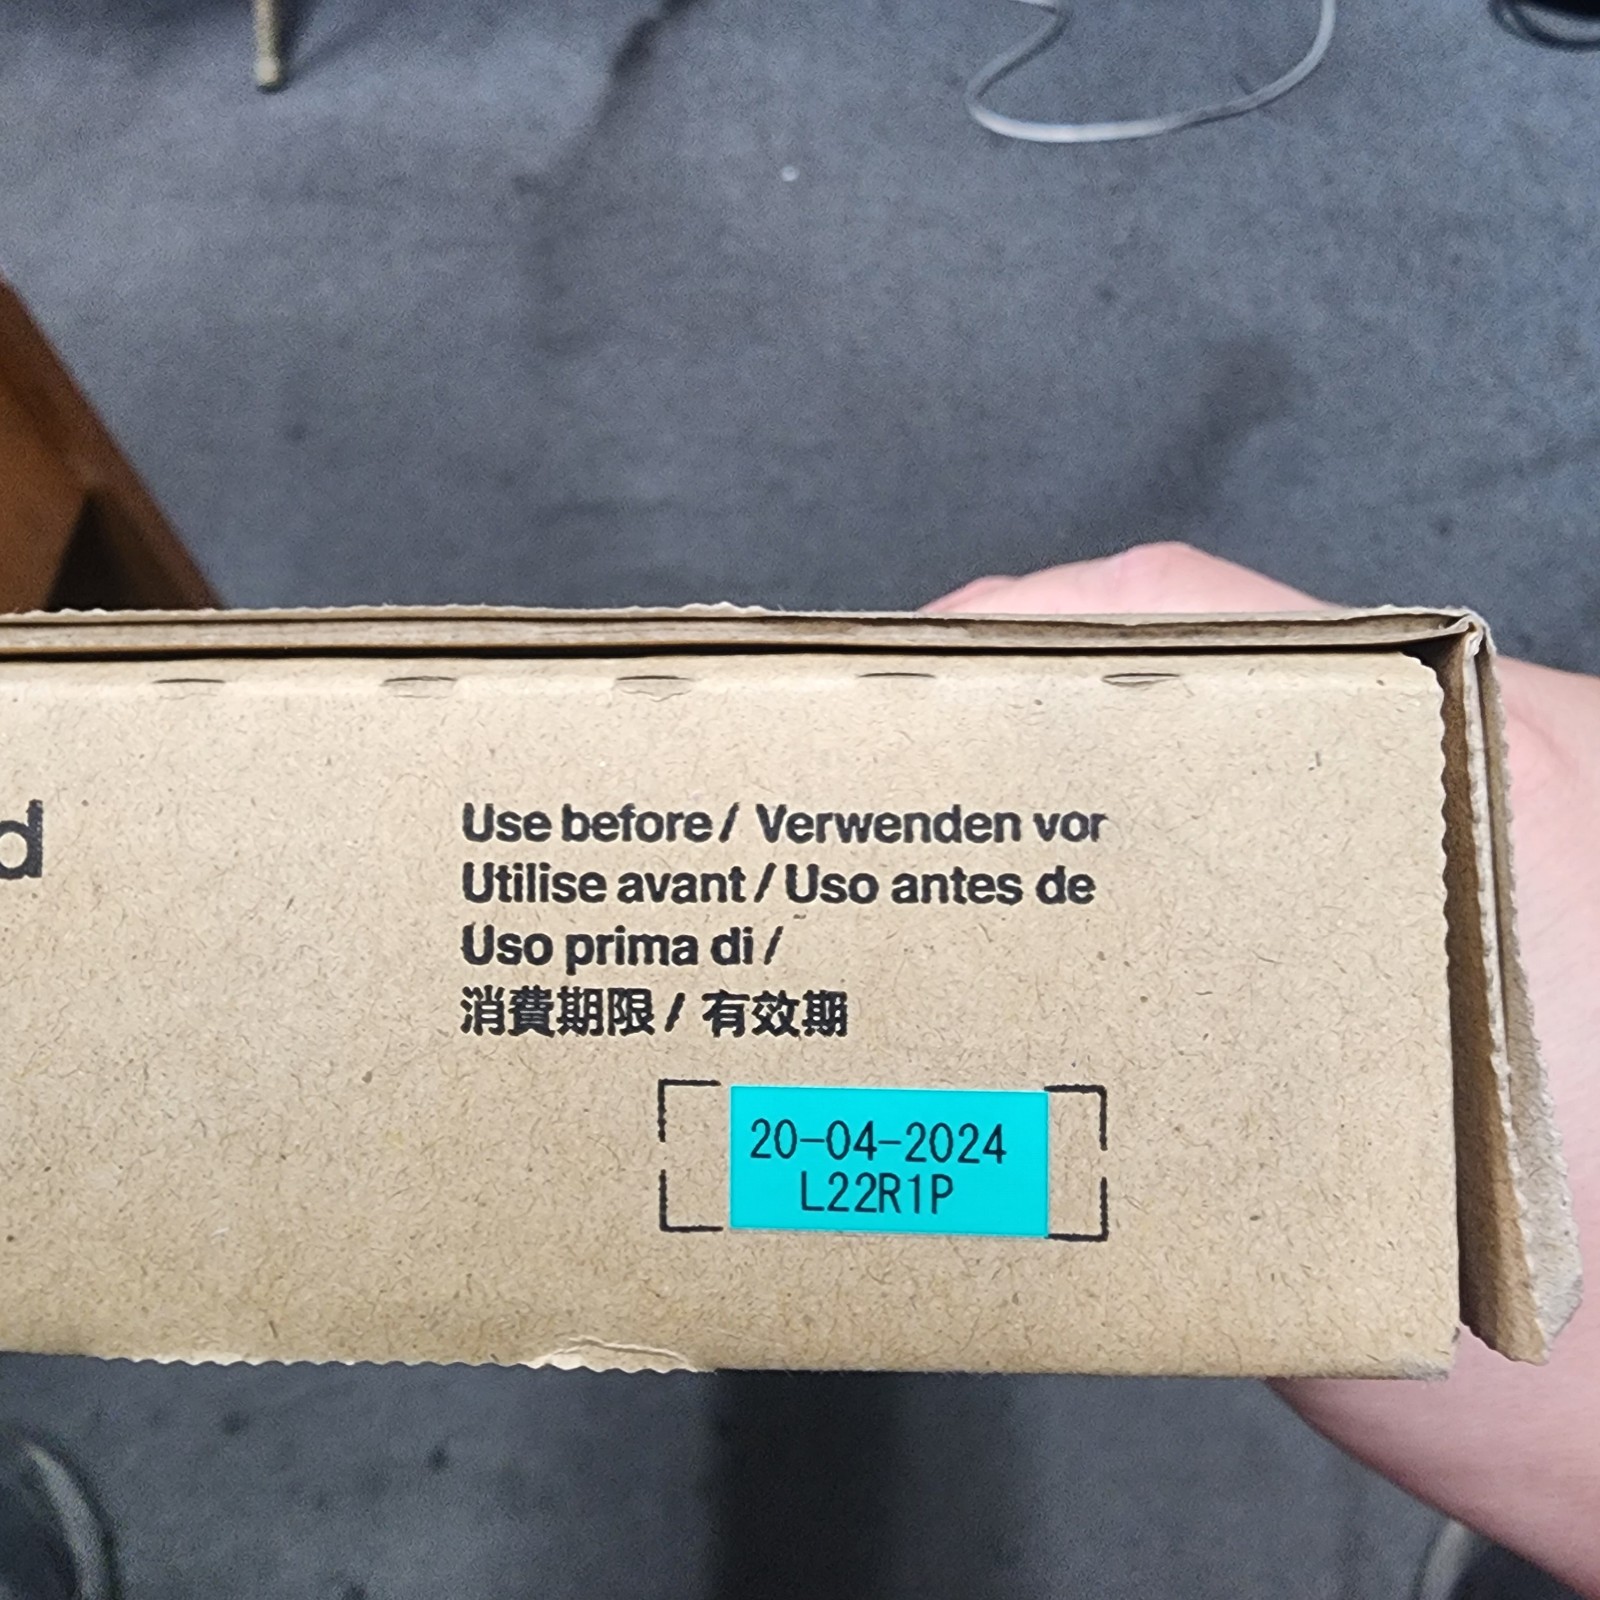 d
Use before / Verwenden vor
Utilise avant / Uso antes de
Uso prima di /
消費期限 / 有效期
20-04-2024
L22R1P